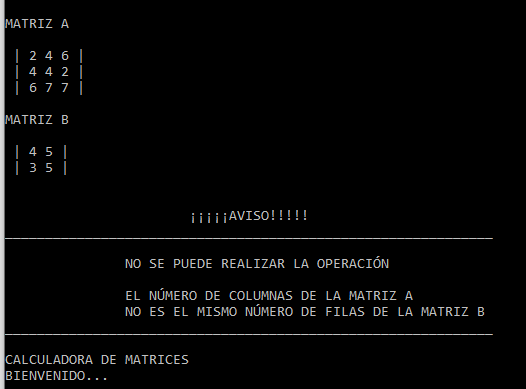 MATRIZ A
| 2 4 6 |
| 4 4 2 |
| 6 7 7 |
MATRIZ B
| 4 5 |
| 3 5 |
¡¡¡¡¡AVISO!!!!!
NO SE PUEDE REALIZAR LA OPERACIÓN
EL NÚMERO DE COLUMNAS DE LA MATRIZ A
NO ES EL MISMO NÚMERO DE FILAS DE LA MATRIZ B
CALCULADORA DE MATRICES
BIENVENIDO...